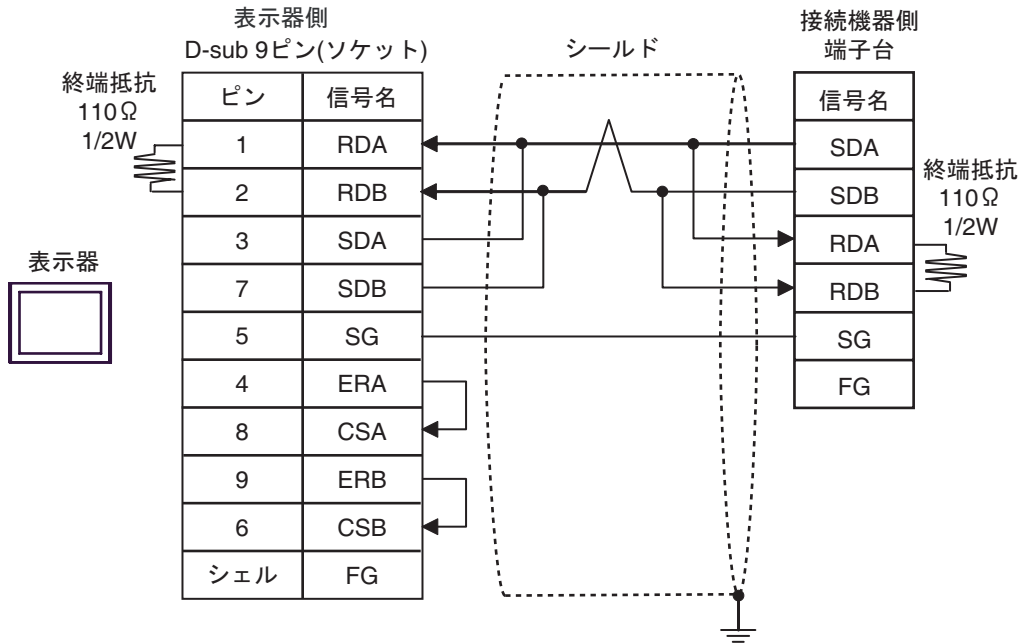 表示器側
D-sub 9ピン(ソケット)
シールド
接続機器側
端子台
終端抵抗
110Ω
1/2W
ピン 信号名
1 RDA
2 RDB
3 SDA
7 SDB
5 SG
4 ERA
8 CSA
9 ERB
6 CSB
シェル FG
表示器
信号名
SDA
SDB
RDA
RDB
SG
FG
終端抵抗
110Ω
1/2W